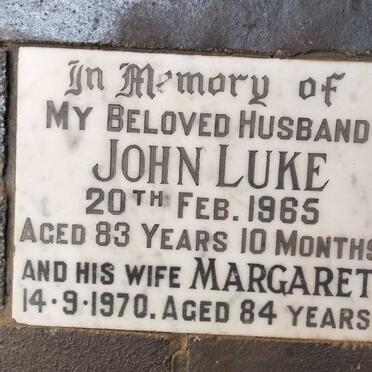 In Memory of
MY BELOVED HUSBAND
JOHN LUKE
20TH FEB. 1965
AGED 83 YEARS 10 MONTHS
AND HIS WIFE MARGARET
14·9·1970. AGED 84 YEARS